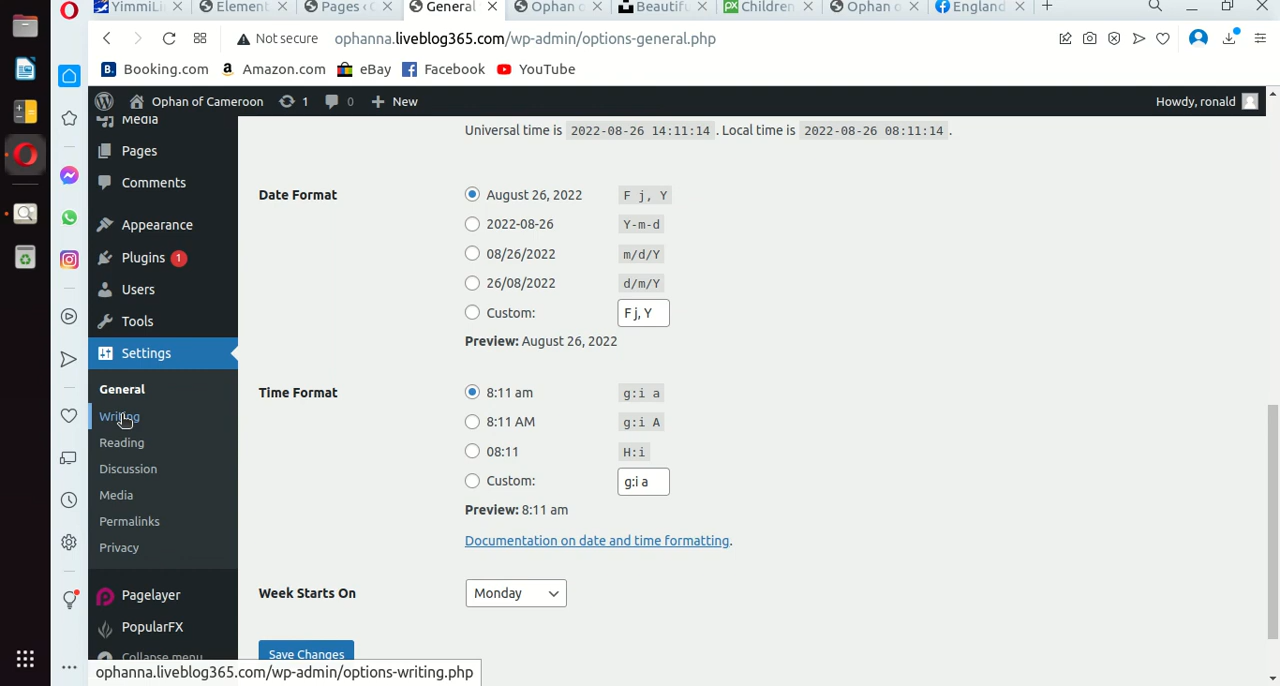 YimmiLi
Element
Pages ‹
General
Ophan o
Beautif
Children
Ophan o
England
Not secure ophanna.liveblog365.com/wp-admin/options-general.php
B. Booking.com Amazon.com eBay Facebook YouTube
Ophan of Cameroon 1 0 New Howdy, ronald
Media
Pages
Comments
Appearance
Plugins 1
Users
Tools
Settings
General
Writing
Reading
Discussion
Media
Permalinks
Privacy
Pagelayer
PopularFX
Collapse menu
Universal time is 2022-08-26 14:11:14 . Local time is 2022-08-26 08:11:14 .
Date Format
August 26, 2022 F j, Y
2022-08-26 Y-m-d
08/26/2022 m/d/Y
26/08/2022 d/m/Y
Custom: F j, Y
Preview: August 26, 2022
Time Format
8:11 am g:i a
8:11 AM g:i A
08:11 H:i
Custom: g:i a
Preview: 8:11 am
Documentation on date and time formatting.
Week Starts On Monday
Save Changes
ophanna.liveblog365.com/wp-admin/options-writing.php